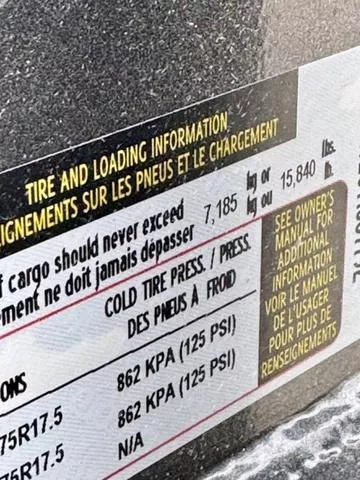 TIRE AND LOADING INFORMATION
IGNEMENTS SUR LES PNEUS ET LE CHARGEMENT
f cargo should never exceed 7,185 kg or 15,840 lbs.
ment ne doit jamais dépasser kg ou lb.
COLD TIRE PRESS. / PRESS.
DES PNEUS À FROID
ONS
75R17.5 862 KPA (125 PSI)
75R17.5 862 KPA (125 PSI)
N/A
SEE OWNER'S
MANUAL FOR
ADDITIONAL
INFORMATION
VOIR LE MANUEL
DE L'USAGER
POUR PLUS DE
RENSEIGNEMENTS